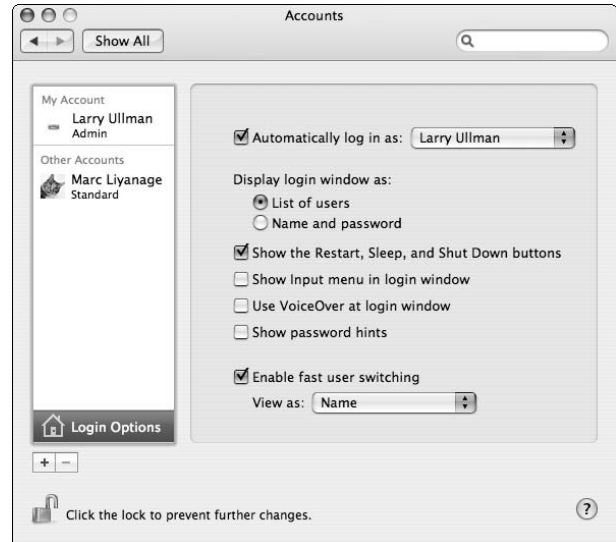 Accounts
Show All
My Account
Larry Ullman
Admin
Other Accounts
Marc Liyanage
Standard
Login Options
Automatically log in as: Larry Ullman
Display login window as:
List of users
Name and password
Show the Restart, Sleep, and Shut Down buttons
Show Input menu in login window
Use VoiceOver at login window
Show password hints
Enable fast user switching
View as: Name
+ −
Click the lock to prevent further changes.
?